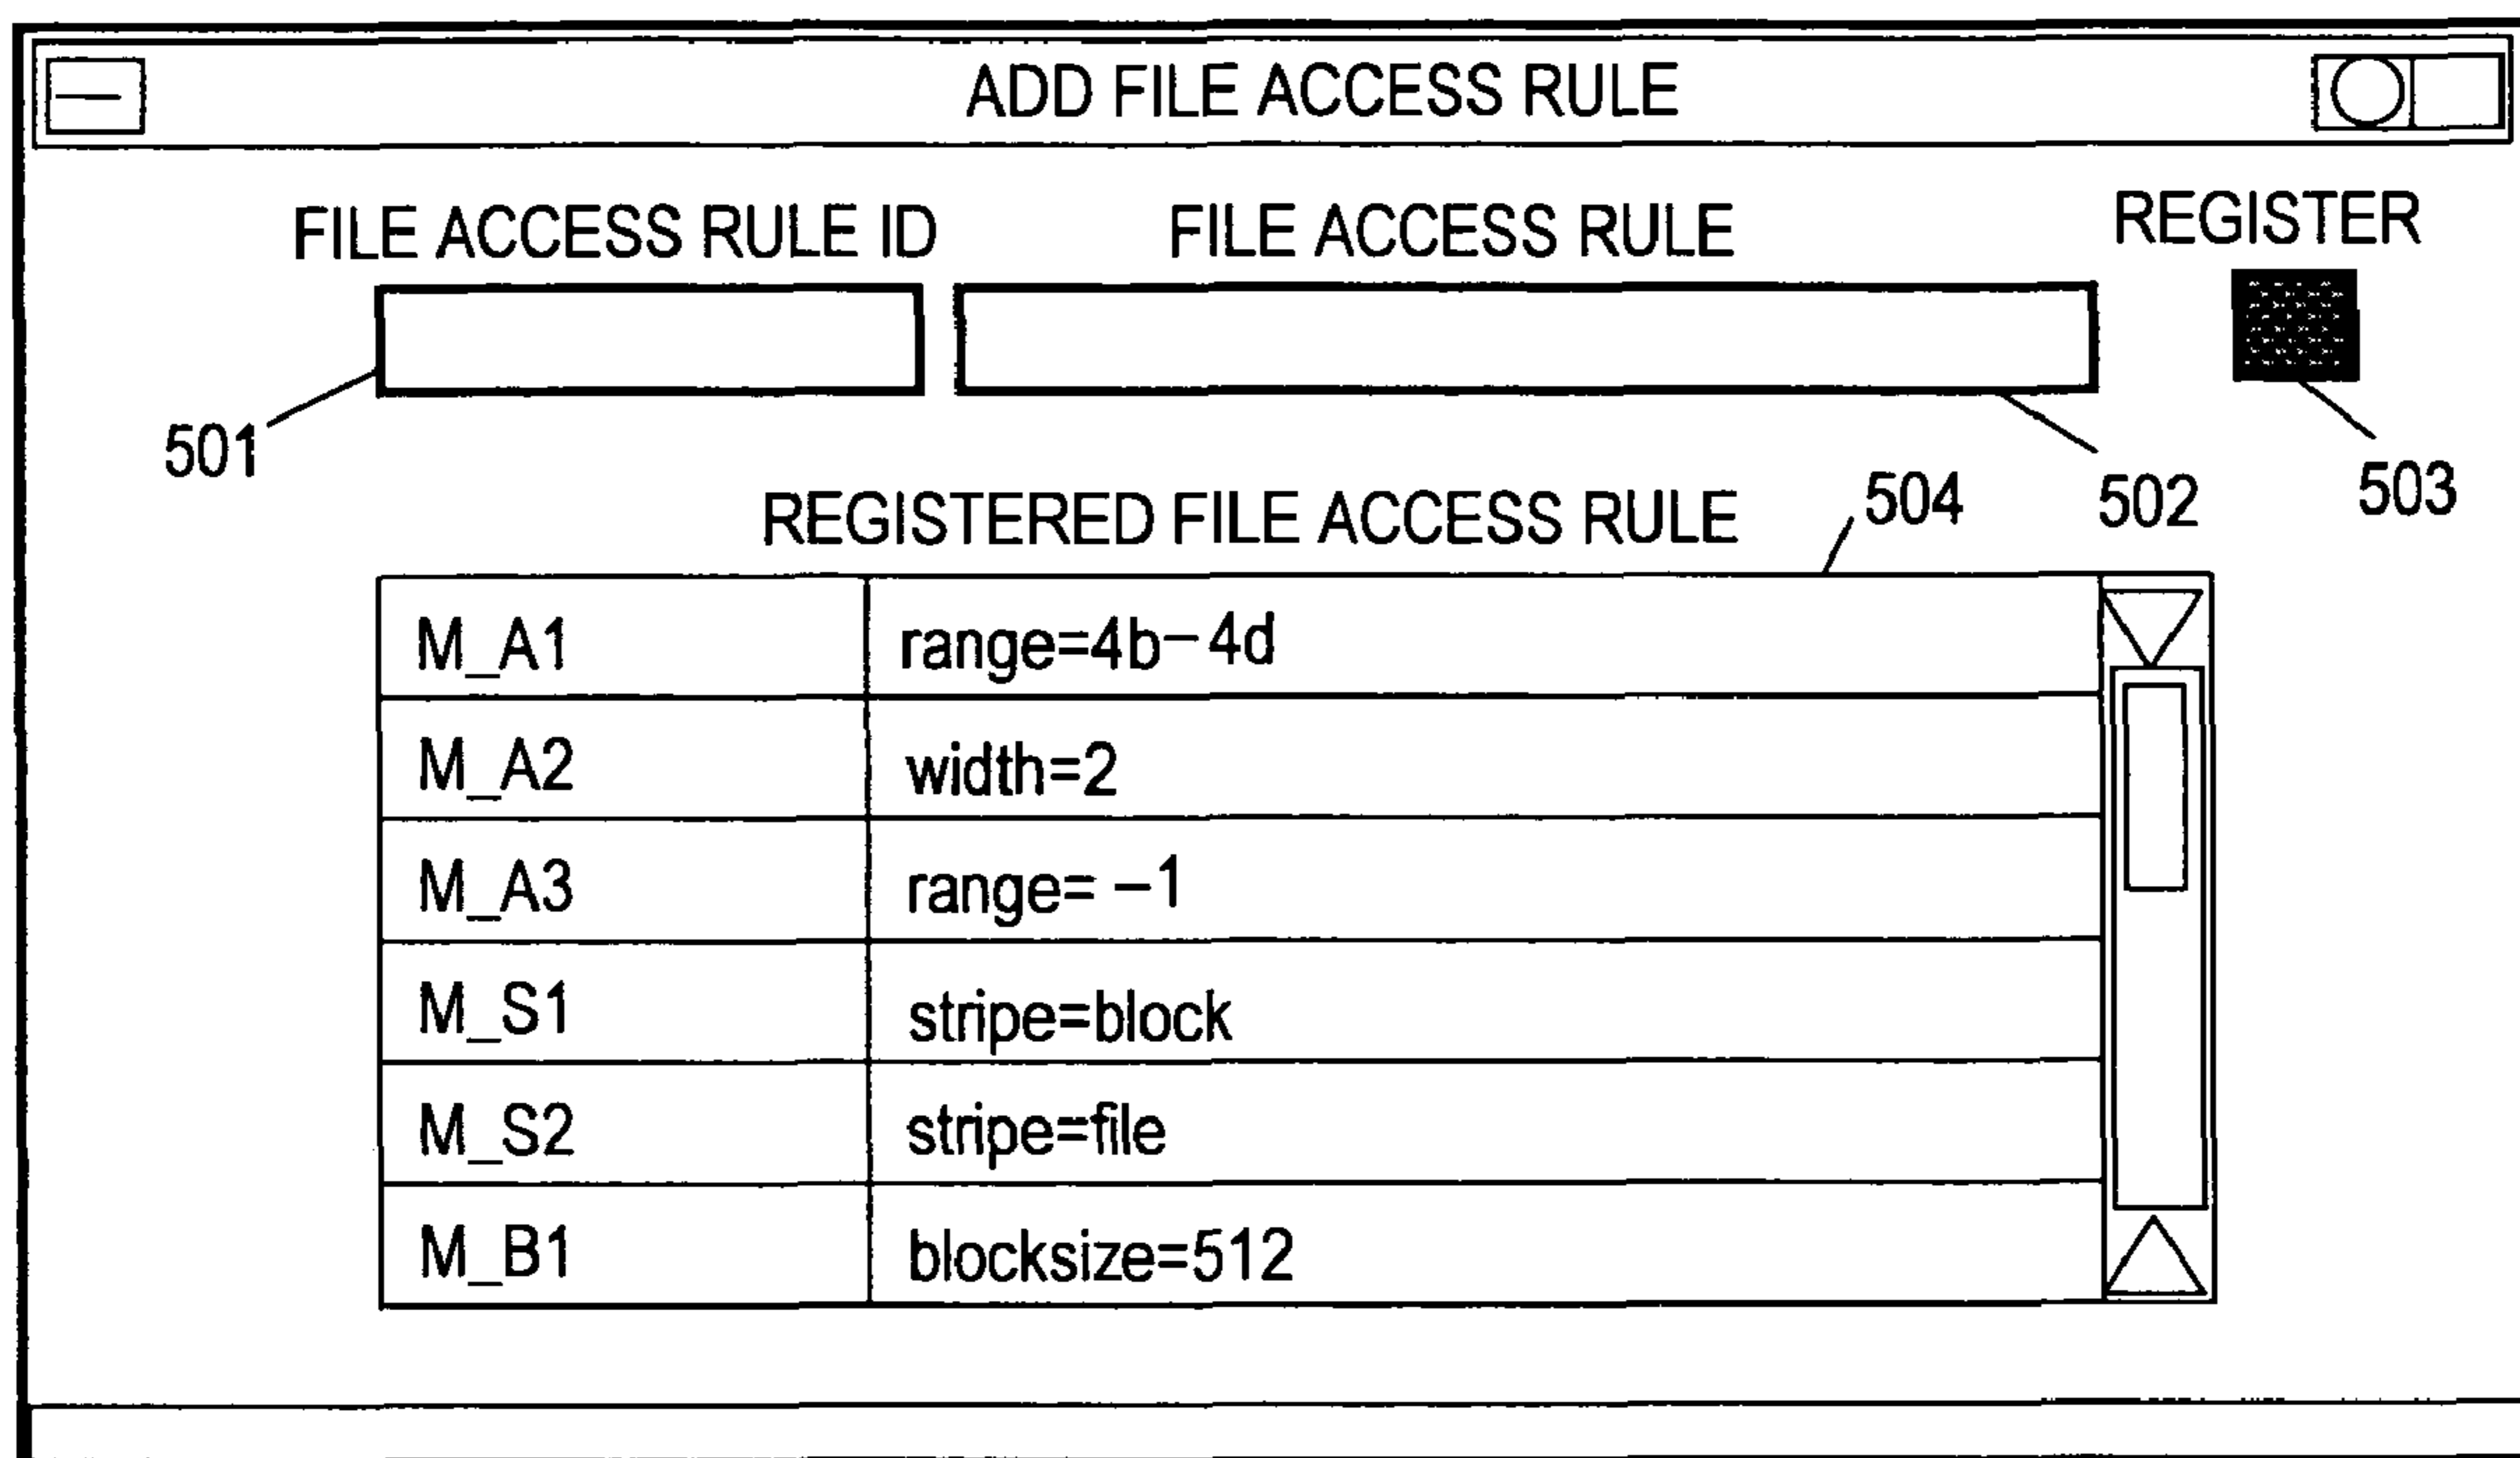 ADD FILE ACCESS RULE
FILE ACCESS RULE ID FILE ACCESS RULE REGISTER
501 502 503
REGISTERED FILE ACCESS RULE 504
M_A1 range=4b–4d
M_A2 width=2
M_A3 range= –1
M_S1 stripe=block
M_S2 stripe=file
M_B1 blocksize=512